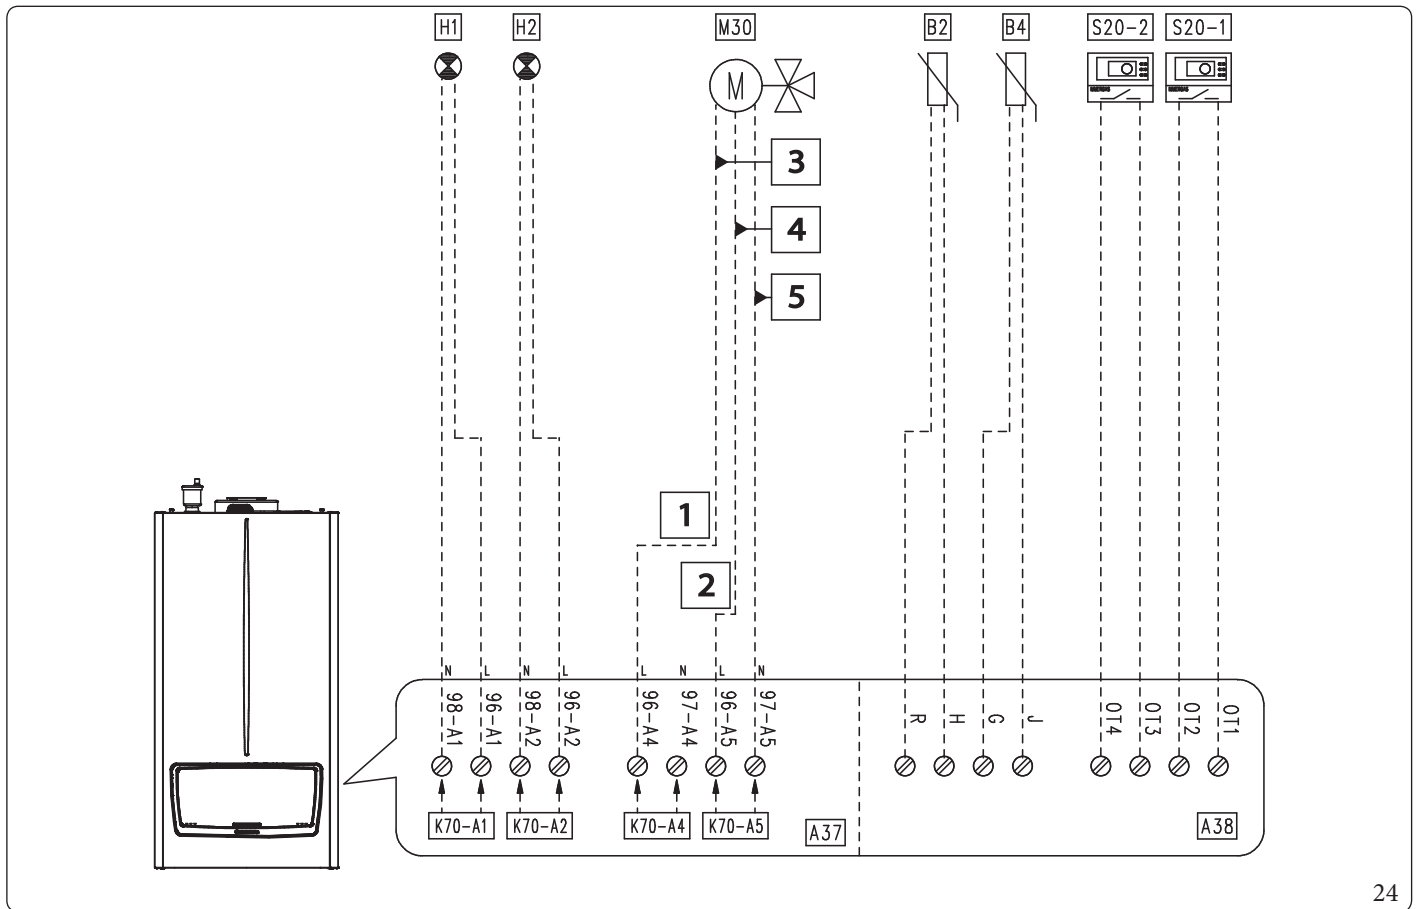 H1 H2 M30 B2 B4 S20-2 S20-1
M
3
4
5
1
2
N L N L L N L N
98-A1 96-A1 98-A2 96-A2 96-A4 97-A4 96-A5 97-A5 R H G J OT4 OT3 OT2 OT1
K70-A1 K70-A2 K70-A4 K70-A5 A37 A38
24